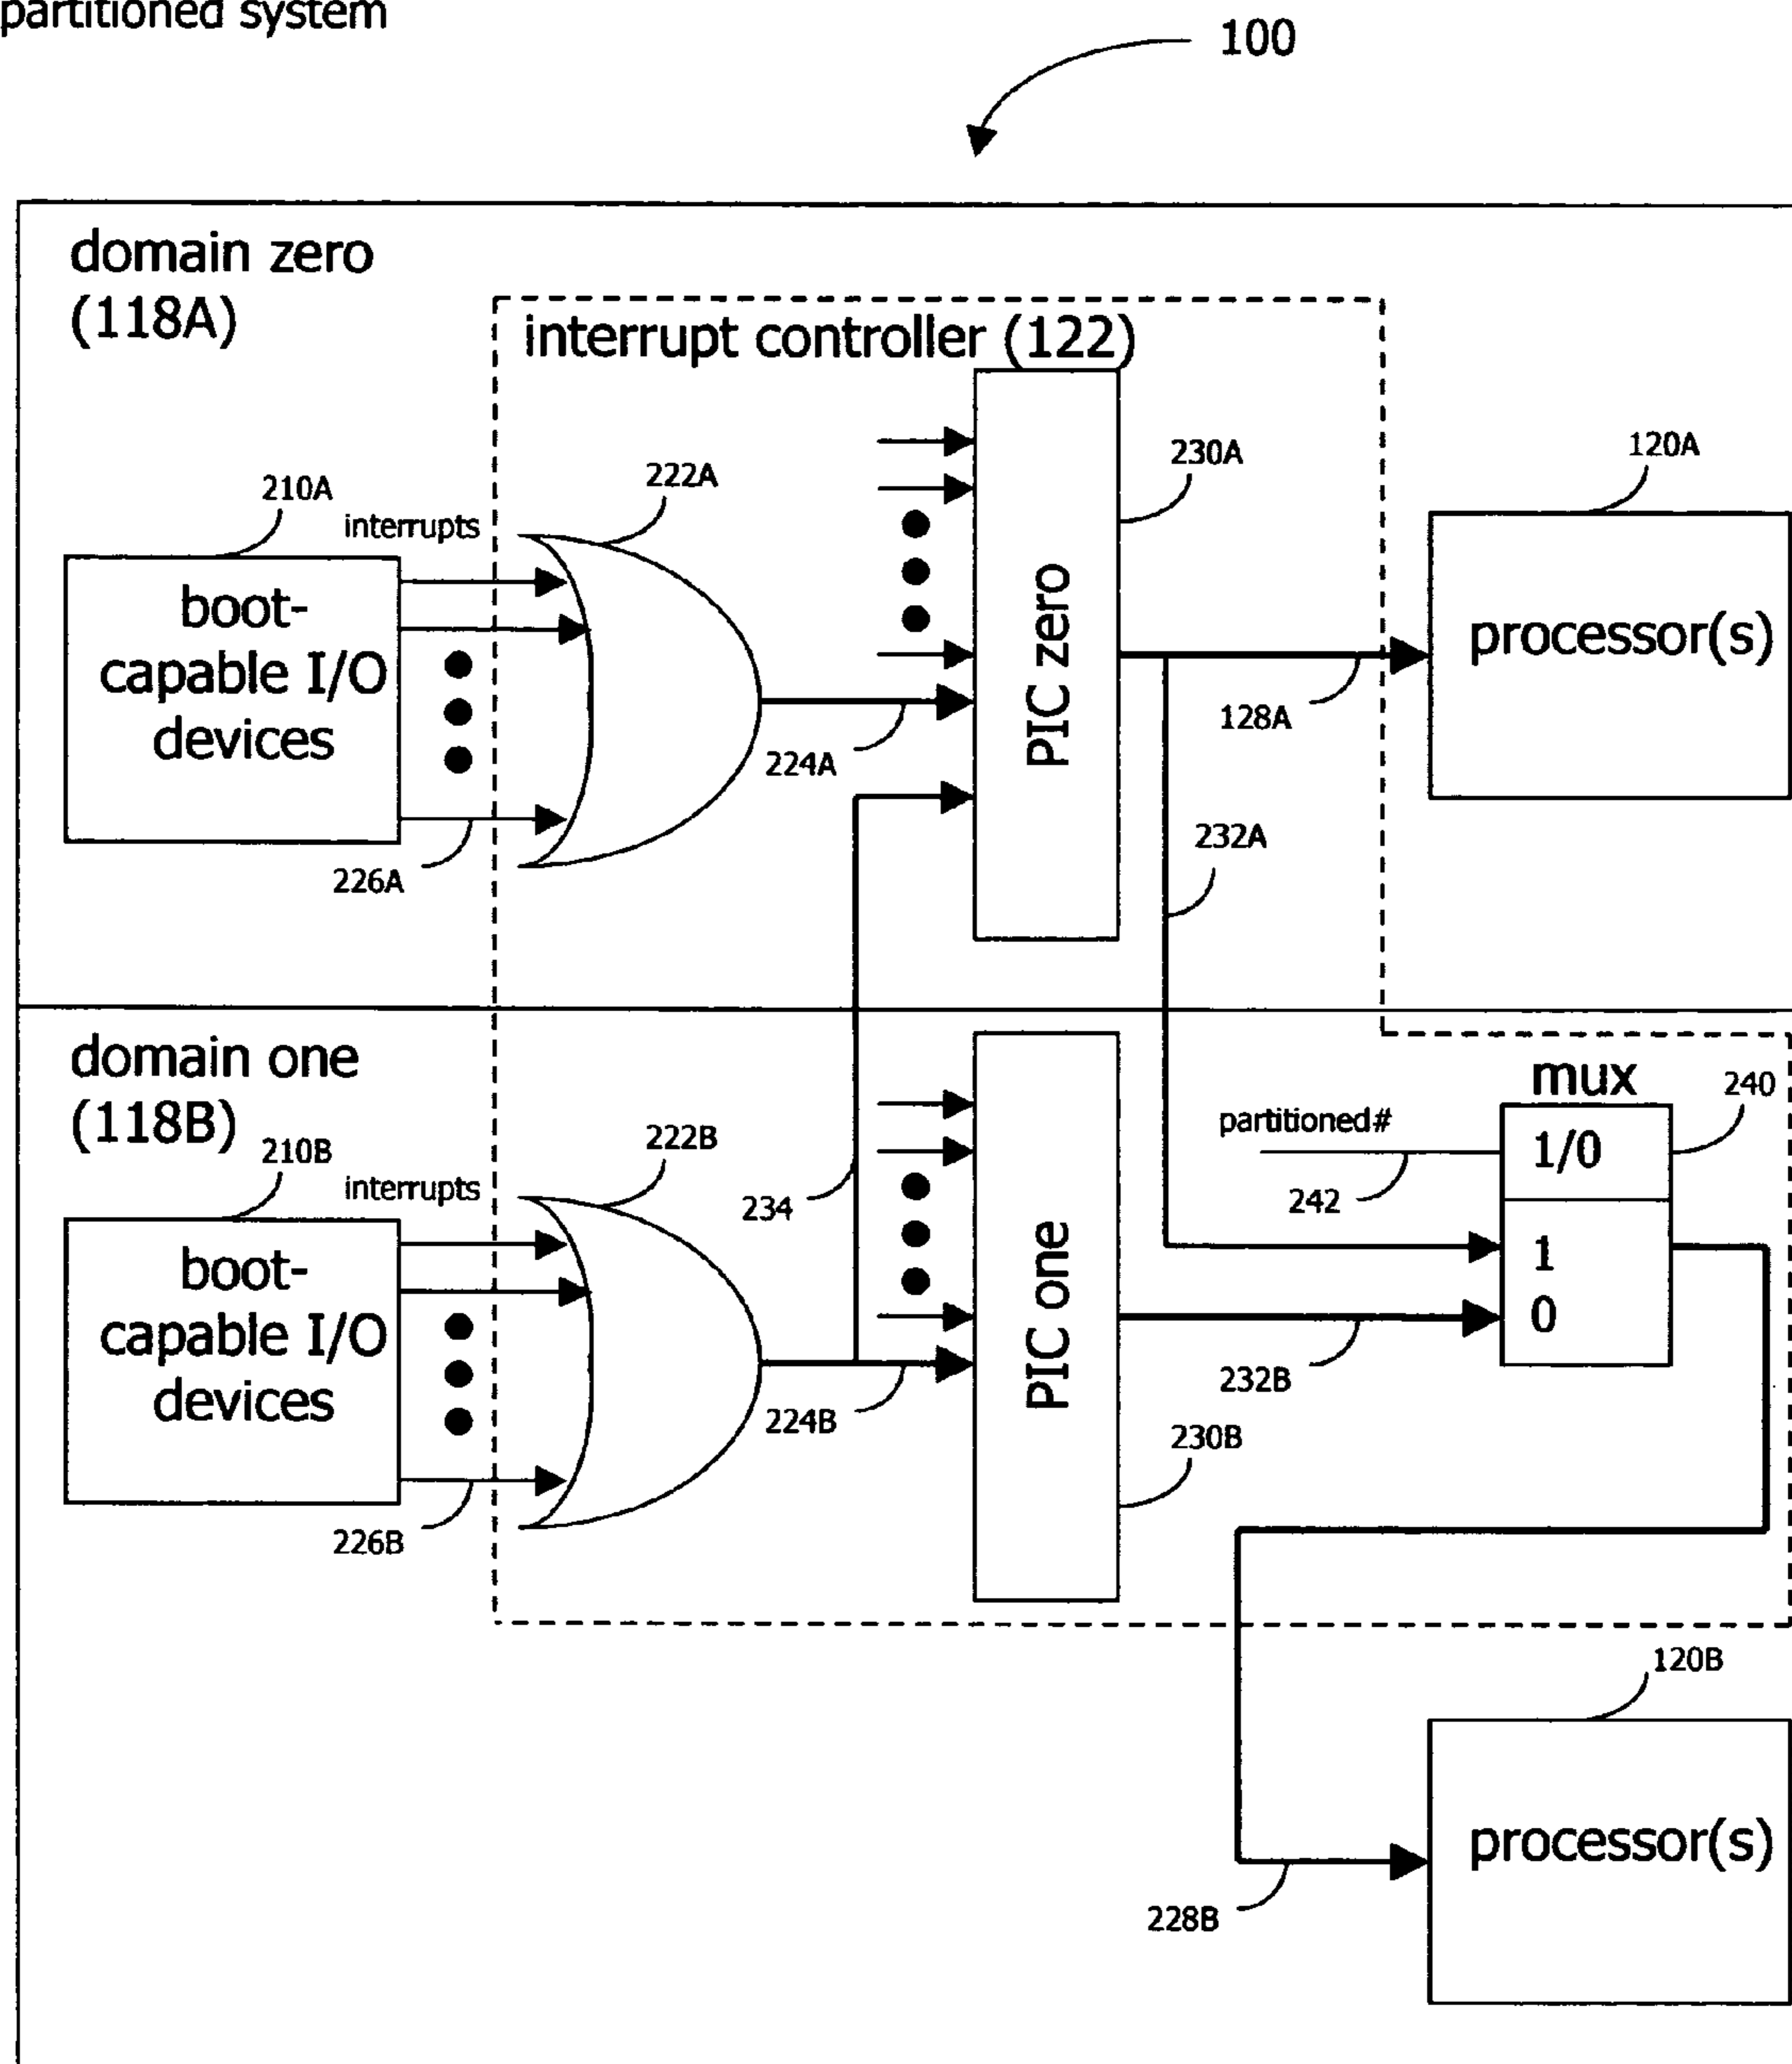 partitioned system
100
domain zero
(118A)
interrupt controller (122)
210A
interrupts
222A
230A
120A
boot-
capable I/O
devices
PIC zero
processor(s)
224A
128A
226A
232A
domain one
(118B)
210B
interrupts
222B
234
partitioned#
242
mux
240
1/0
1
0
boot-
capable I/O
devices
PIC one
224B
232B
226B
230B
120B
processor(s)
228B